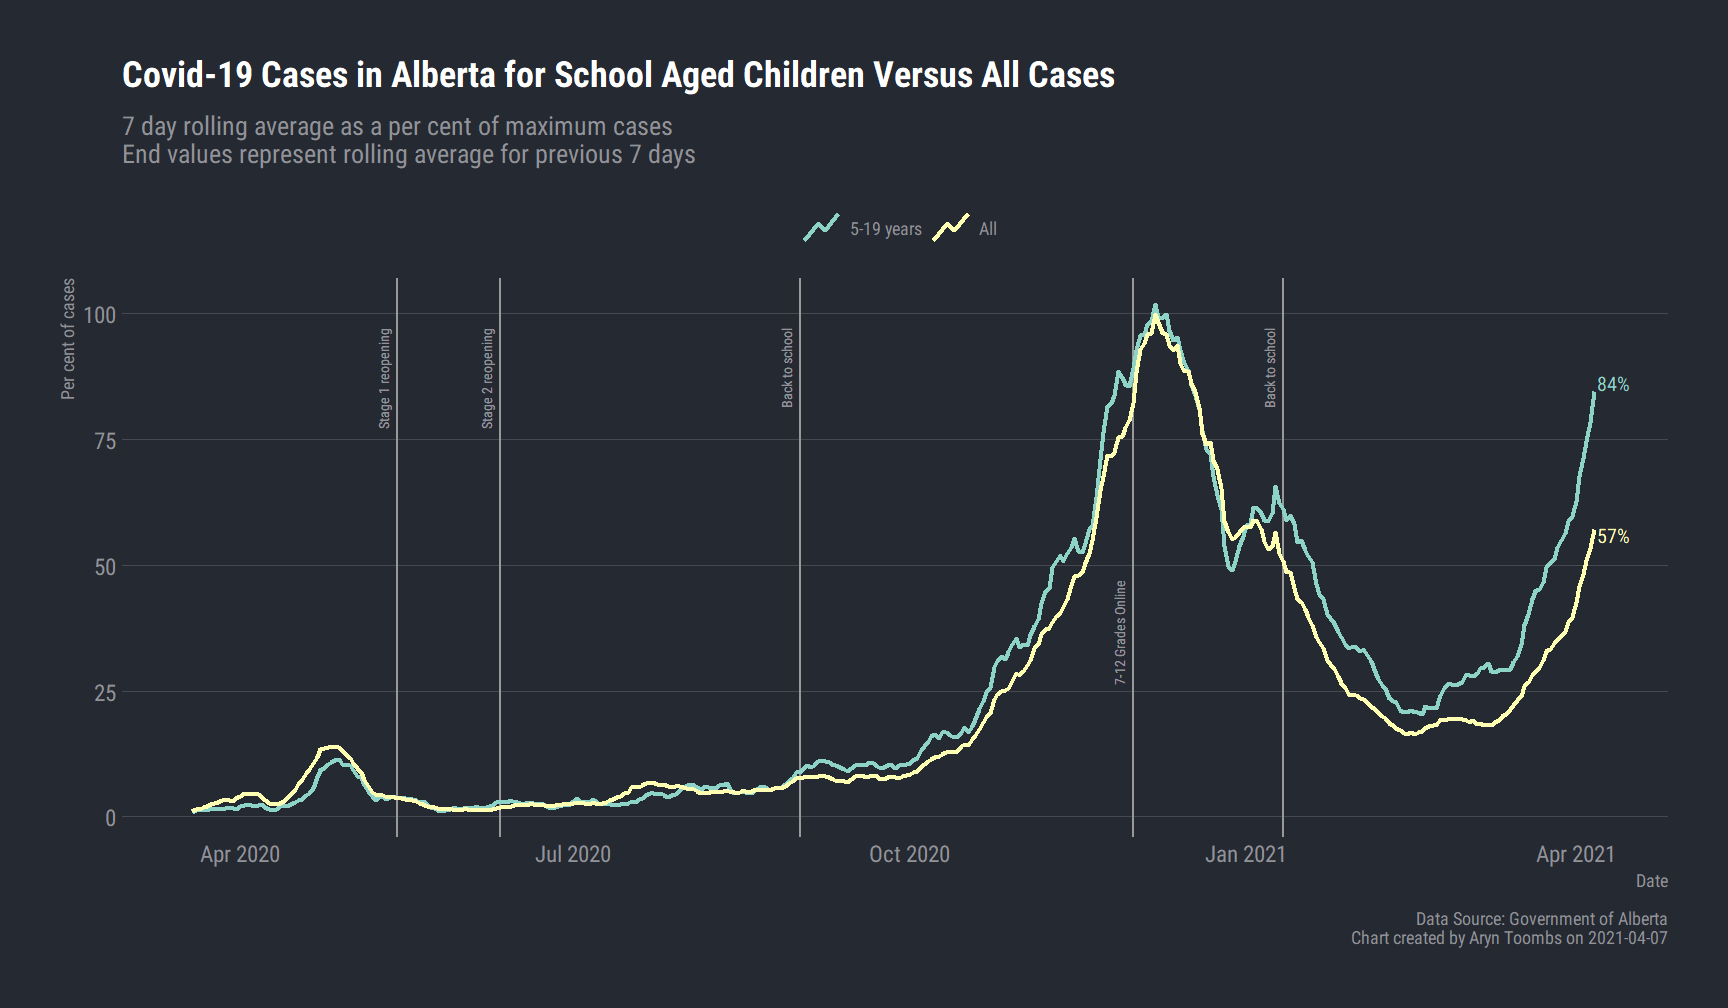 Covid-19 Cases in Alberta for School Aged Children Versus All Cases
7 day rolling average as a per cent of maximum cases
End values represent rolling average for previous 7 days
5-19 years
All
Per cent of cases
100
75
50
25
0
Stage 1 reopening
Stage 2 reopening
Back to school
7-12 Grades Online
Back to school
84%
57%
Apr 2020
Jul 2020
Oct 2020
Jan 2021
Apr 2021
Date
Data Source: Government of Alberta
Chart created by Aryn Toombs on 2021-04-07